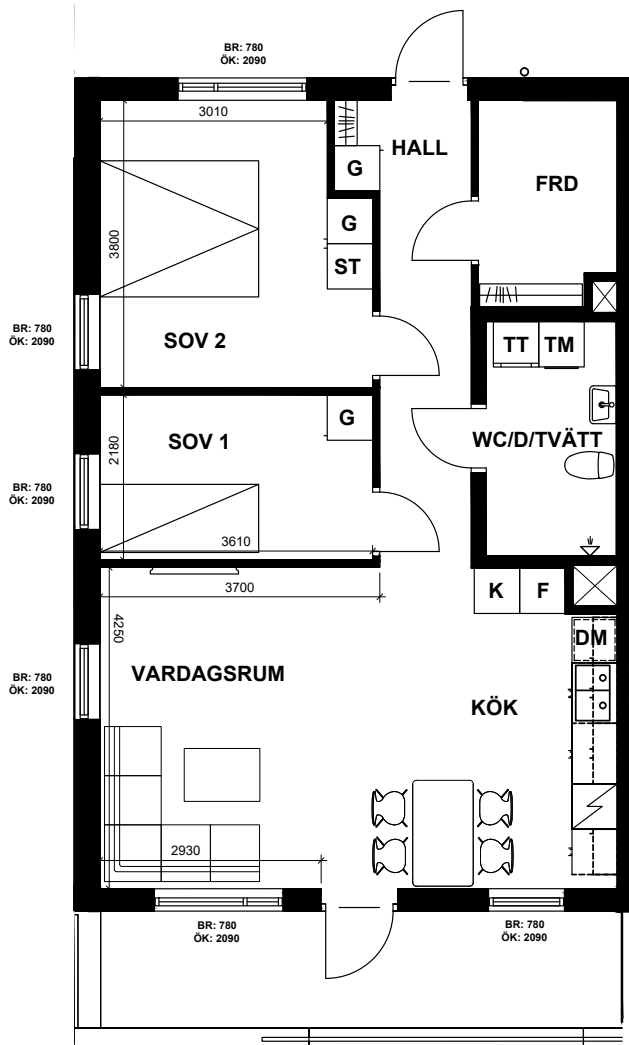 BR: 780
ÖK: 2090
3010
HALL
G
FRD
G
3800
ST
BR: 780
ÖK: 2090
SOV 2
TT
TM
SOV 1
G
WC/D/TVÄTT
2180
BR: 780
ÖK: 2090
3610
3700
K
F
4250
DM
BR: 780
ÖK: 2090
VARDAGSRUM
KÖK
2930
BR: 780
ÖK: 2090
BR: 780
ÖK: 2090